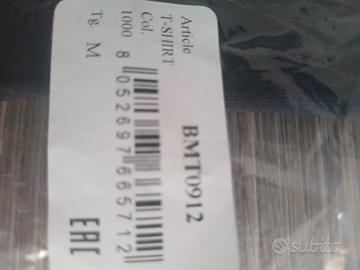 Article
BMT0912
T-SHIRT
Col.
1000
8 052697 665712
Tg. M
EAC
subito